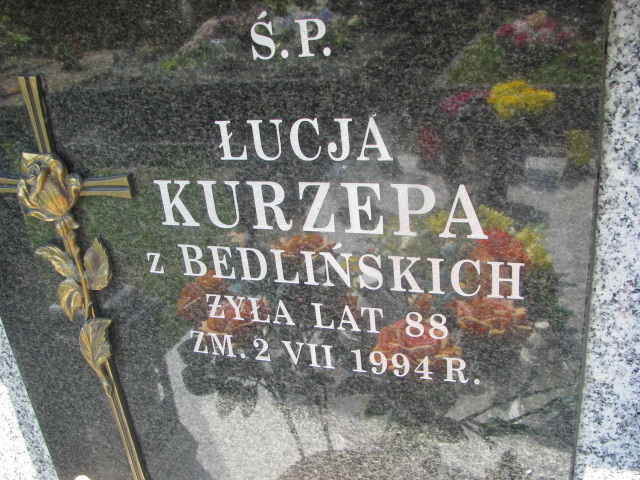 Ś.P.
ŁUCJA
KURZEPA
z BEDLIŃSKICH
ŻYŁA LAT 88
ZM. 2 VII 1994 R.